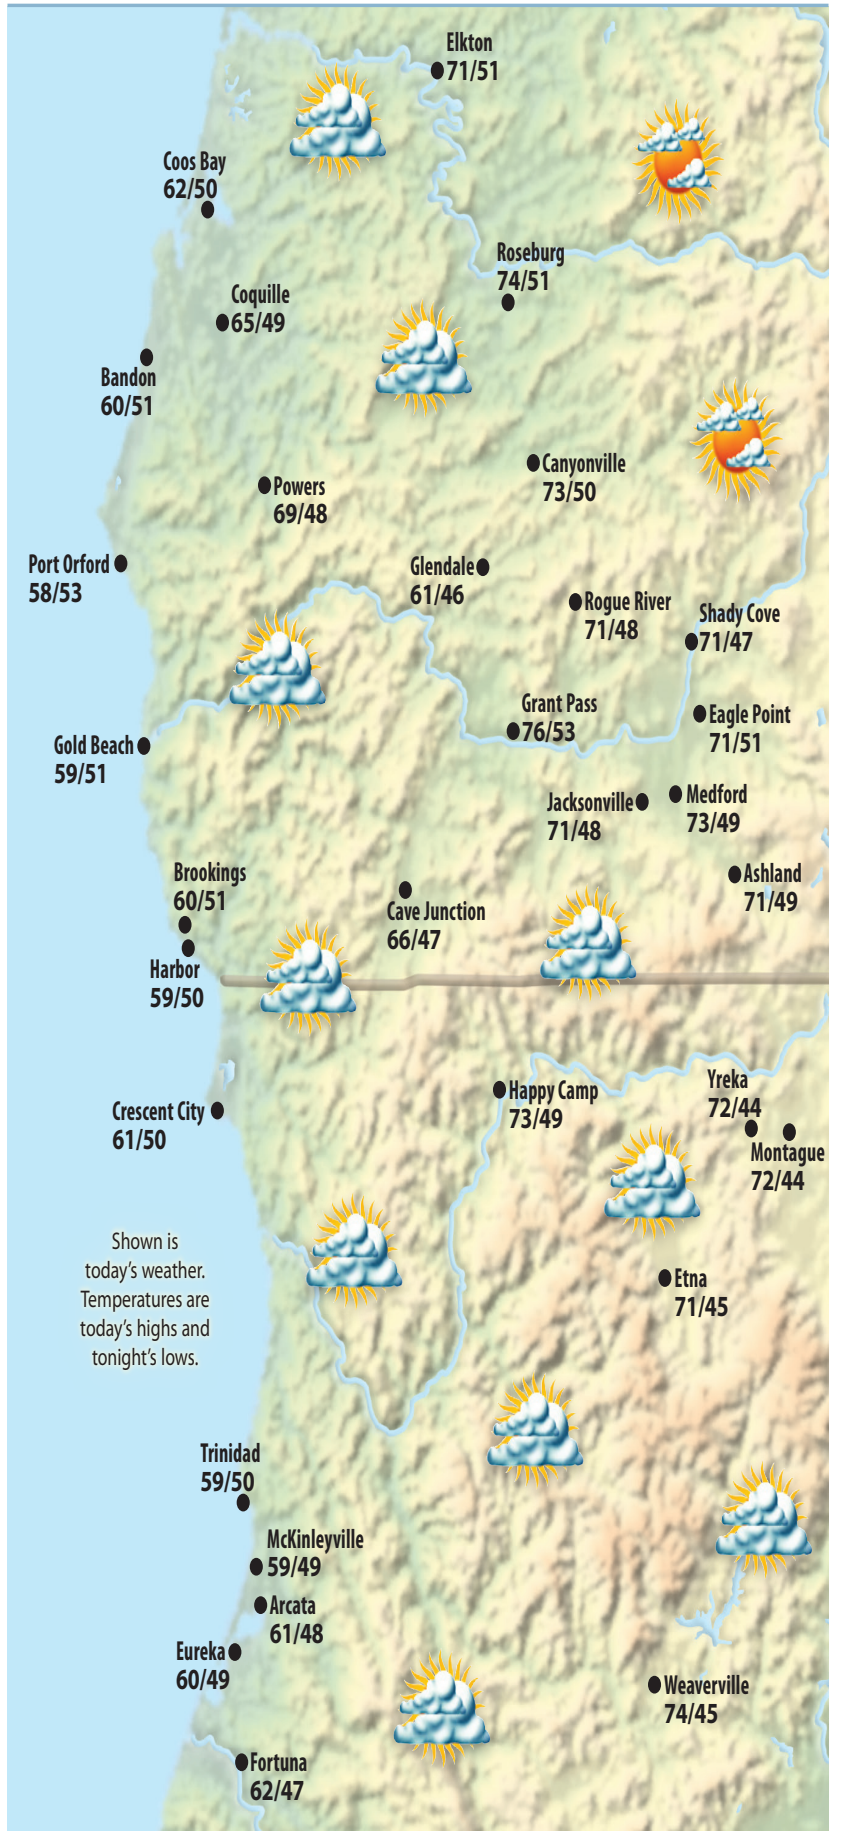 Elkton
71/51
Coos Bay
62/50
Roseburg
74/51
Coquille
65/49
Bandon
60/51
Canyonville
73/50
Powers
69/48
Port Orford
58/53
Glendale
61/46
Rogue River
71/48
Shady Cove
71/47
Grant Pass
76/53
Eagle Point
71/51
Gold Beach
59/51
Jacksonville
71/48
Medford
73/49
Brookings
60/51
Ashland
71/49
Cave Junction
66/47
Harbor
59/50
Happy Camp
73/49
Yreka
72/44
Crescent City
61/50
Montague
72/44
Shown is
today's weather.
Temperatures are
today's highs and
tonight's lows.
Etna
71/45
Trinidad
59/50
McKinleyville
59/49
Arcata
61/48
Eureka
60/49
Weaverville
74/45
Fortuna
62/47